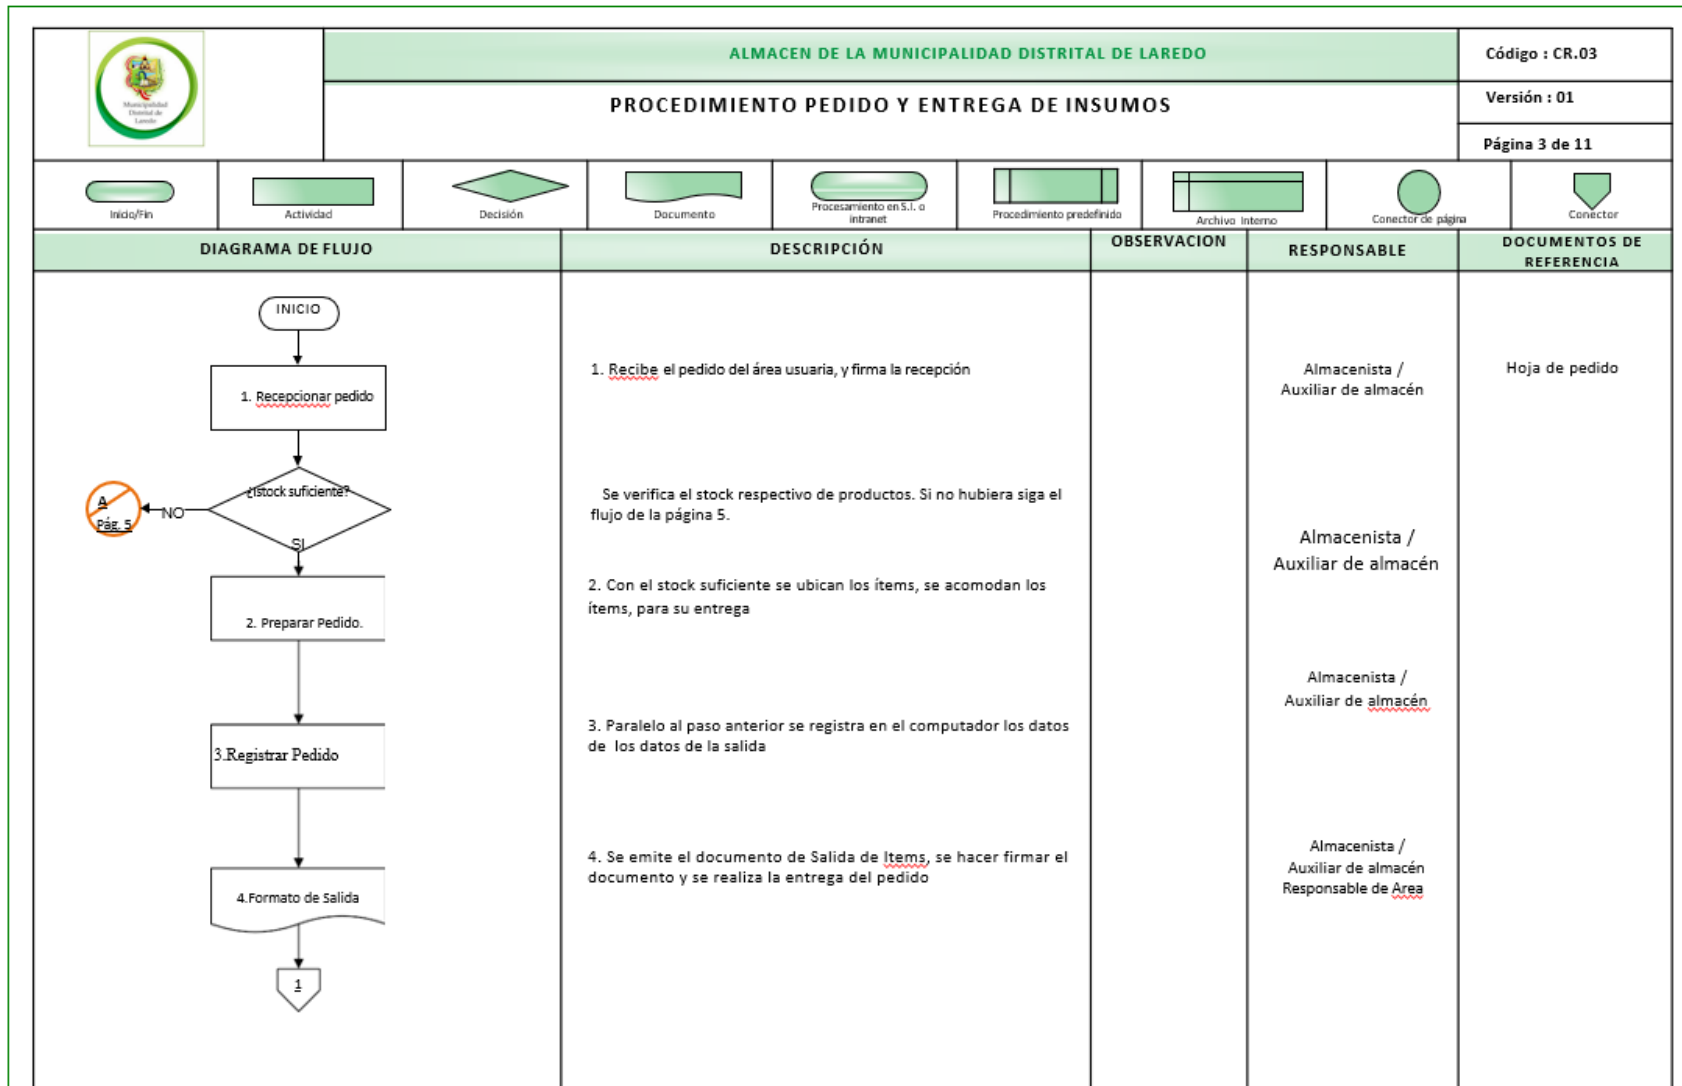 Municipalidad
Distrital de
Laredo
ALMACEN DE LA MUNICIPALIDAD DISTRITAL DE LAREDO
PROCEDIMIENTO PEDIDO Y ENTREGA DE INSUMOS
Código : CR.03
Versión : 01
Página 3 de 11
Inicio/Fin
Actividad
Decisión
Documento
Procesamiento en S.I. o
intranet
Procedimiento predefinido
Archivo Interno
Conector de página
Conector
DIAGRAMA DE FLUJO
DESCRIPCIÓN
OBSERVACION
RESPONSABLE
DOCUMENTOS DE
REFERENCIA
INICIO
1. Recepcionar pedido
1. Recibe el pedido del área usuaria, y firma la recepción
Almacenista /
Auxiliar de almacén
Hoja de pedido
¿stock suficiente?
A
Pág. 5
NO
SI
Se verifica el stock respectivo de productos. Si no hubiera siga el
flujo de la página 5.
Almacenista /
Auxiliar de almacén
2. Preparar Pedido.
2. Con el stock suficiente se ubican los ítems, se acomodan los
ítems, para su entrega
Almacenista /
Auxiliar de almacén
3.Registrar Pedido
3. Paralelo al paso anterior se registra en el computador los datos
de los datos de la salida
4.Formato de Salida
4. Se emite el documento de Salida de Items, se hacer firmar el
documento y se realiza la entrega del pedido
Almacenista /
Auxiliar de almacén
Responsable de Area
1